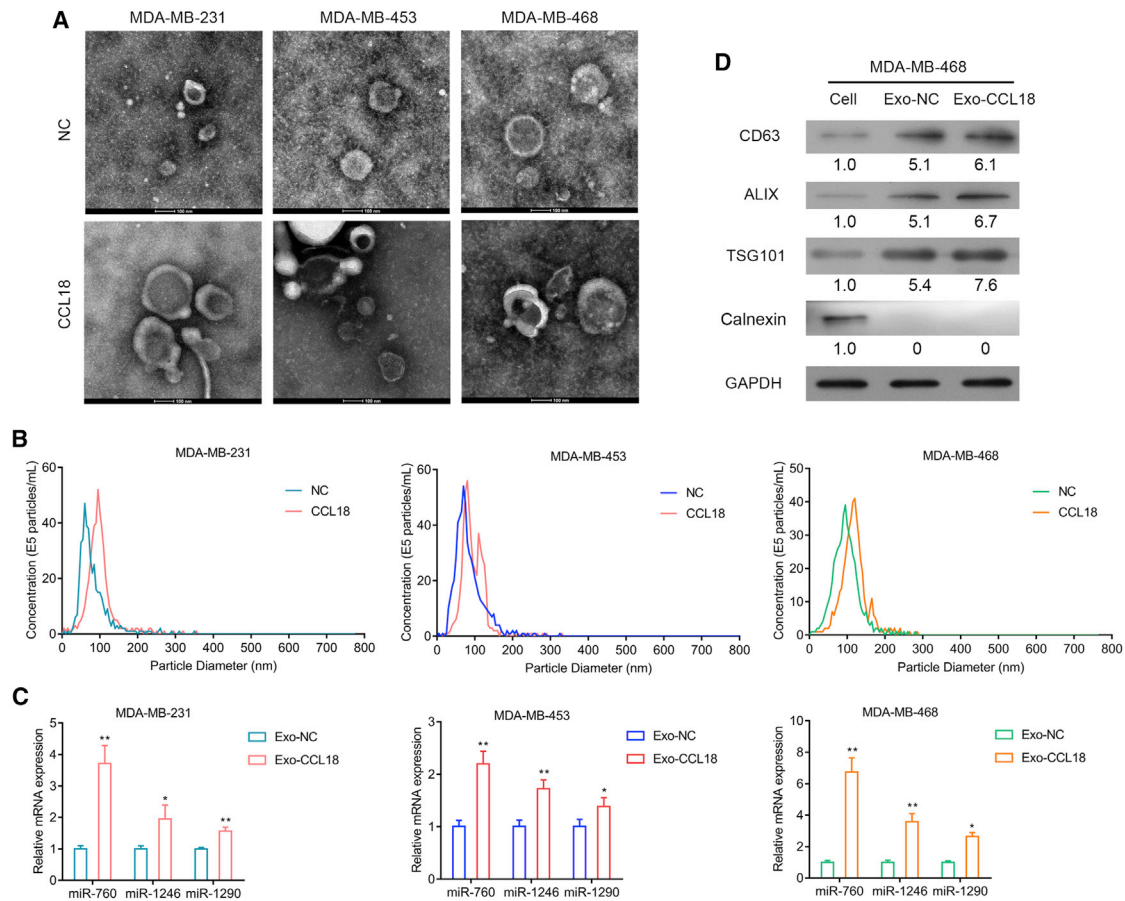 A
MDA-MB-231 MDA-MB-453 MDA-MB-468
NC
100 nm 100 nm 100 nm
CCL18
100 nm 100 nm 100 nm
D
MDA-MB-468
Cell Exo-NC Exo-CCL18
CD63
1.0 5.1 6.1
ALIX
1.0 5.1 6.7
TSG101
1.0 5.4 7.6
Calnexin
1.0 0 0
GAPDH
B
MDA-MB-231
Concentration (E5 particles/mL)
60
40
20
0
NC
CCL18
0 100 200 300 400 500 600 700 800
Particle Diameter (nm)
MDA-MB-453
Concentration (E5 particles/mL)
60
40
20
0
NC
CCL18
0 100 200 300 400 500 600 700 800
Particle Diameter (nm)
MDA-MB-468
Concentration (E5 particles/mL)
50
40
30
20
10
0
NC
CCL18
0 100 200 300 400 500 600 700 800
Particle Diameter (nm)
C
MDA-MB-231
Relative mRNA expression
5
4
3
2
1
0
** * **
Exo-NC
Exo-CCL18
miR-760 miR-1246 miR-1290
MDA-MB-453
Relative mRNA expression
3
2
1
0
** ** *
Exo-NC
Exo-CCL18
miR-760 miR-1246 miR-1290
MDA-MB-468
Relative mRNA expression
10
8
6
4
2
0
** ** *
Exo-NC
Exo-CCL18
miR-760 miR-1246 miR-1290